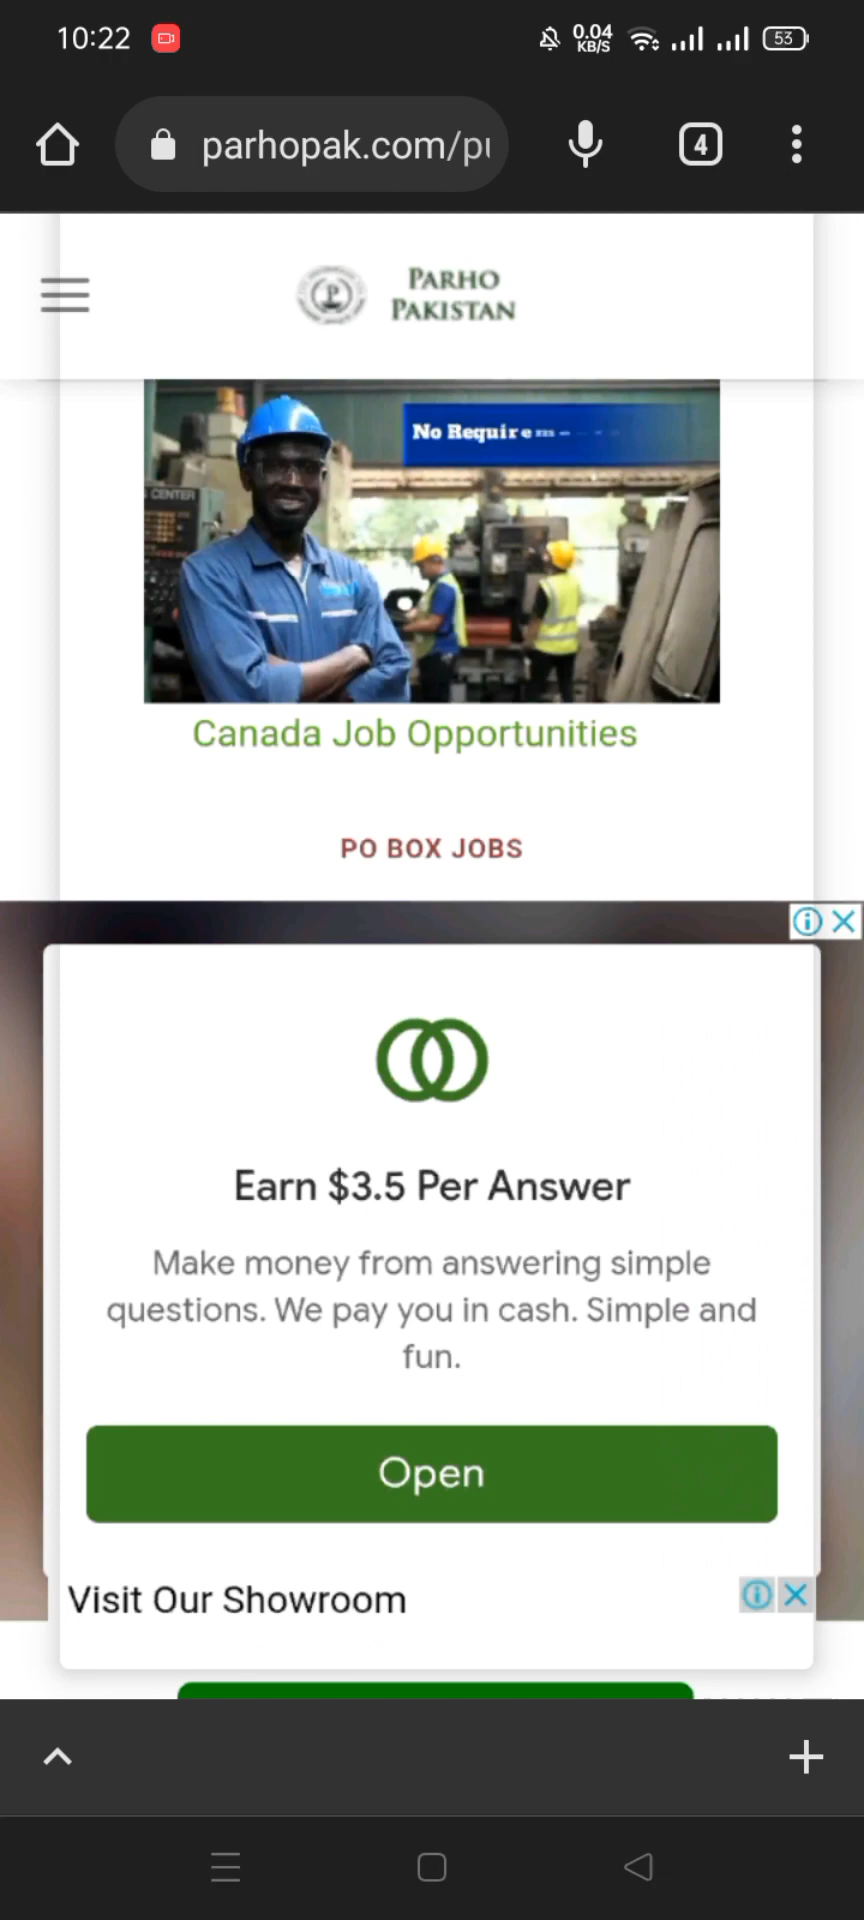 10:22
0.04
KB/S
53
parhopak.com/pu
4
PARHO
PAKISTAN
No Require
CENTER
Canada Job Opportunities
PO BOX JOBS
Earn $3.5 Per Answer
Make money from answering simple
questions. We pay you in cash. Simple and
fun.
Open
Visit Our Showroom